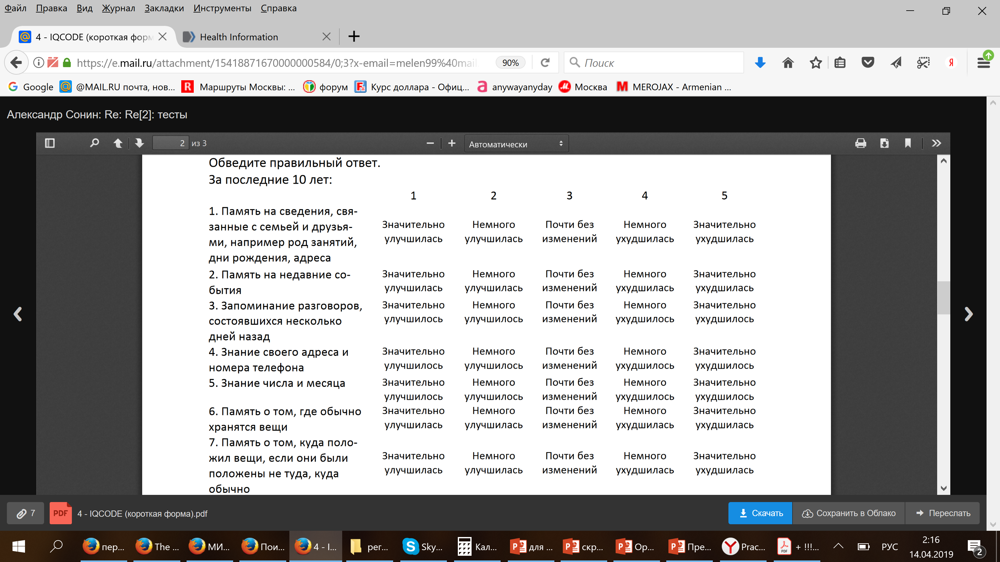 Файл Правка Вид Журнал Закладки Инструменты Справка
4 - IQCODE (короткая форм
Health Information
https://e.mail.ru/attachment/15418871670000000584/0;3?x-email=melen99%40mail
90%
Поиск
Google @MAIL.RU почта, нов... Маршруты Москвы: ... форум Курс доллара - Офиц... anywayanyday Москва MEROJAX - Armenian ...
Александр Сонин: Re: Re[2]: тесты
2 из 3
Автоматически
Обведите правильный ответ.
За последние 10 лет:
1 2 3 4 5
1. Память на сведения, свя-
занные с семьей и друзья-
ми, например род занятий,
дни рождения, адреса
Значительно Немного Почти без Немного Значительно
улучшилась улучшилась изменений ухудшилась ухудшилась
2. Память на недавние со-
бытия
Значительно Немного Почти без Немного Значительно
улучшилась улучшилась изменений ухудшилась ухудшилась
3. Запоминание разговоров,
состоявшихся несколько
дней назад
Значительно Немного Почти без Немного Значительно
улучшилось улучшилось изменений ухудшилось ухудшилось
4. Знание своего адреса и
номера телефона
Значительно Немного Почти без Немного Значительно
улучшилось улучшилось изменений ухудшилось ухудшилось
5. Знание числа и месяца
Значительно Немного Почти без Немного Значительно
улучшилось улучшилось изменений ухудшилось ухудшилось
6. Память о том, где обычно
хранятся вещи
Значительно Немного Почти без Немного Значительно
улучшилась улучшилась изменений ухудшилась ухудшилась
7. Память о том, куда поло-
жил вещи, если они были
положены не туда, куда
обычно
Значительно Немного Почти без Немного Значительно
улучшилась улучшилась изменений ухудшилась ухудшилась
7
PDF
4 - IQCODE (короткая форма).pdf
Скачать
Сохранить в Облако
Переслать
пер... The ... МИ... Пои... 4 - I... рег... Sky... Кал... для ... скр... Ор... Пре... Prac... + !!!... РУС
2:16
14.04.2019
2